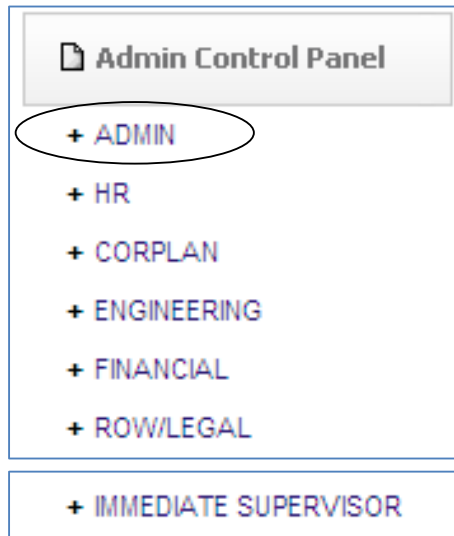 Admin Control Panel
+ ADMIN
+ HR
+ CORPLAN
+ ENGINEERING
+ FINANCIAL
+ ROW/LEGAL
+ IMMEDIATE SUPERVISOR